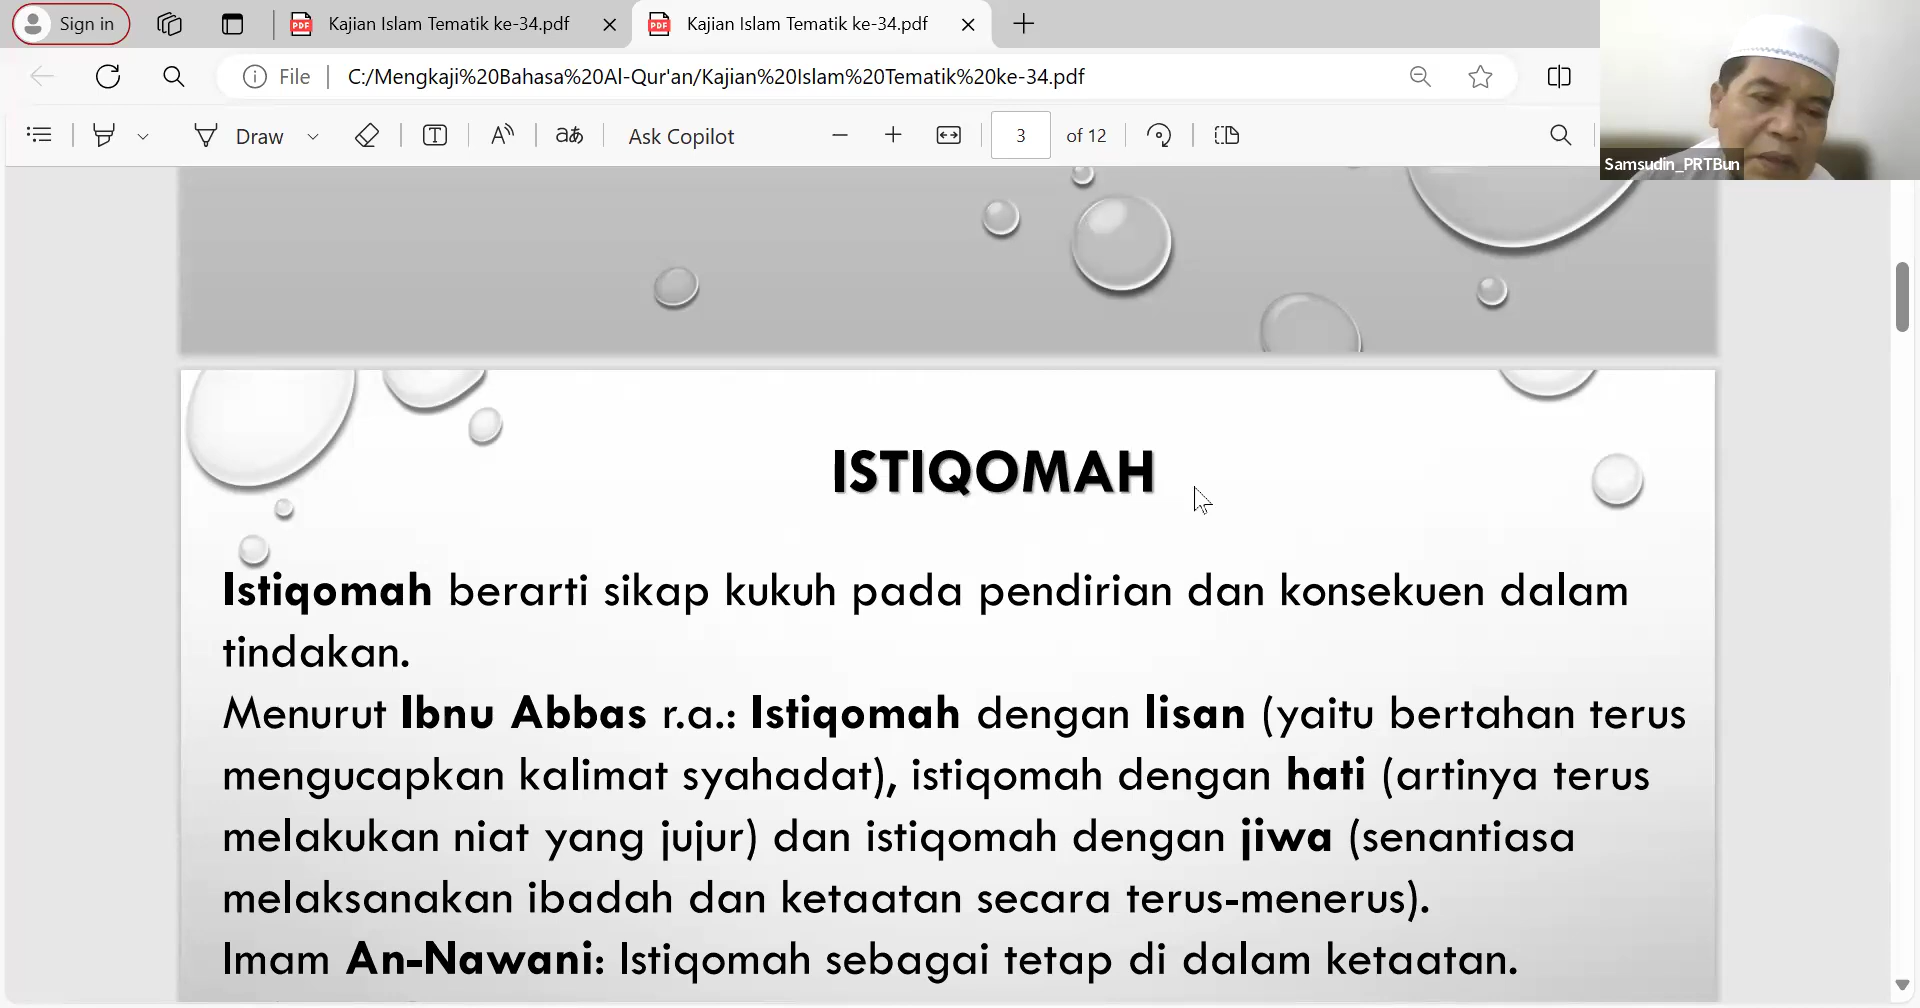 Sign in
Kajian Islam Tematik ke-34.pdf
Kajian Islam Tematik ke-34.pdf
File
C:/Mengkaji%20Bahasa%20Al-Qur'an/Kajian%20Islam%20Tematik%20ke-34.pdf
Draw
Ask Copilot
3 of 12
Samsudin_PRTBun
ISTIQOMAH
Istiqomah berarti sikap kukuh pada pendirian dan konsekuen dalam
tindakan.
Menurut Ibnu Abbas r.a.: Istiqomah dengan lisan (yaitu bertahan terus
mengucapkan kalimat syahadat), istiqomah dengan hati (artinya terus
melakukan niat yang jujur) dan istiqomah dengan jiwa (senantiasa
melaksanakan ibadah dan ketaatan secara terus-menerus).
Imam An-Nawani: Istiqomah sebagai tetap di dalam ketaatan.